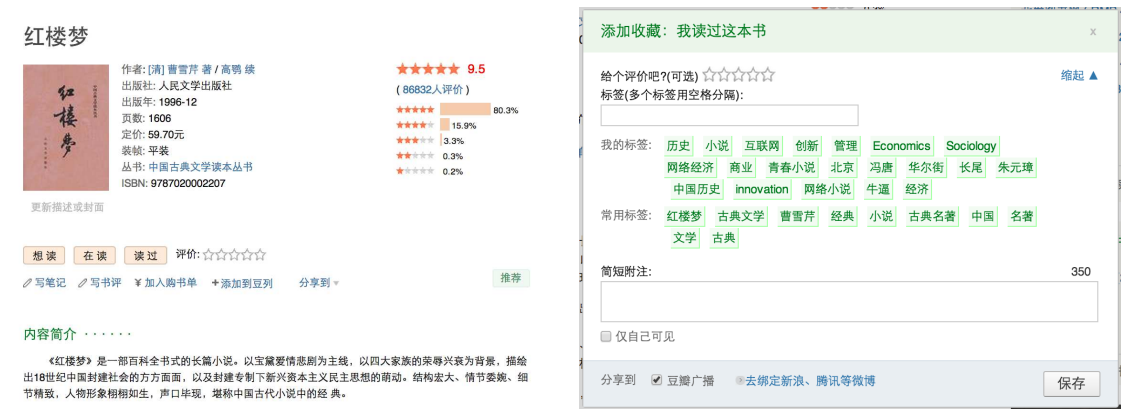 红楼梦
红楼梦
作者: [清] 曹雪芹 著 / 高鹗 续
出版社: 人民文学出版社
出版年: 1996-12
页数: 1606
定价: 59.70元
装帧: 平装
丛书: 中国古典文学读本丛书
ISBN: 9787020002207
9.5
( 86832人评价 )
80.3%
15.9%
3.3%
0.3%
0.2%
更新描述或封面
想读 在读 读过 评价:
写笔记 写书评 ¥ 加入购书单 +添加到豆列 分享到
推荐
内容简介 · · · · · ·
《红楼梦》是一部百科全书式的长篇小说。以宝黛爱情悲剧为主线，以四大家族的荣辱兴衰为背景，描绘
出18世纪中国封建社会的方方面面，以及封建专制下新兴资本主义民主思想的萌动。结构宏大、情节委婉、细
节精致，人物形象栩栩如生，声口毕现，堪称中国古代小说中的经 典。
添加收藏：我读过这本书 x
给个评价吧?(可选) 缩起 ▲
标签(多个标签用空格分隔):
我的标签: 历史 小说 互联网 创新 管理 Economics Sociology
网络经济 商业 青春小说 北京 冯唐 华尔街 长尾 朱元璋
中国历史 innovation 网络小说 牛逼 经济
常用标签: 红楼梦 古典文学 曹雪芹 经典 小说 古典名著 中国 名著
文学 古典
简短附注: 350
仅自己可见
分享到 豆瓣广播 去绑定新浪、腾讯等微博 保存